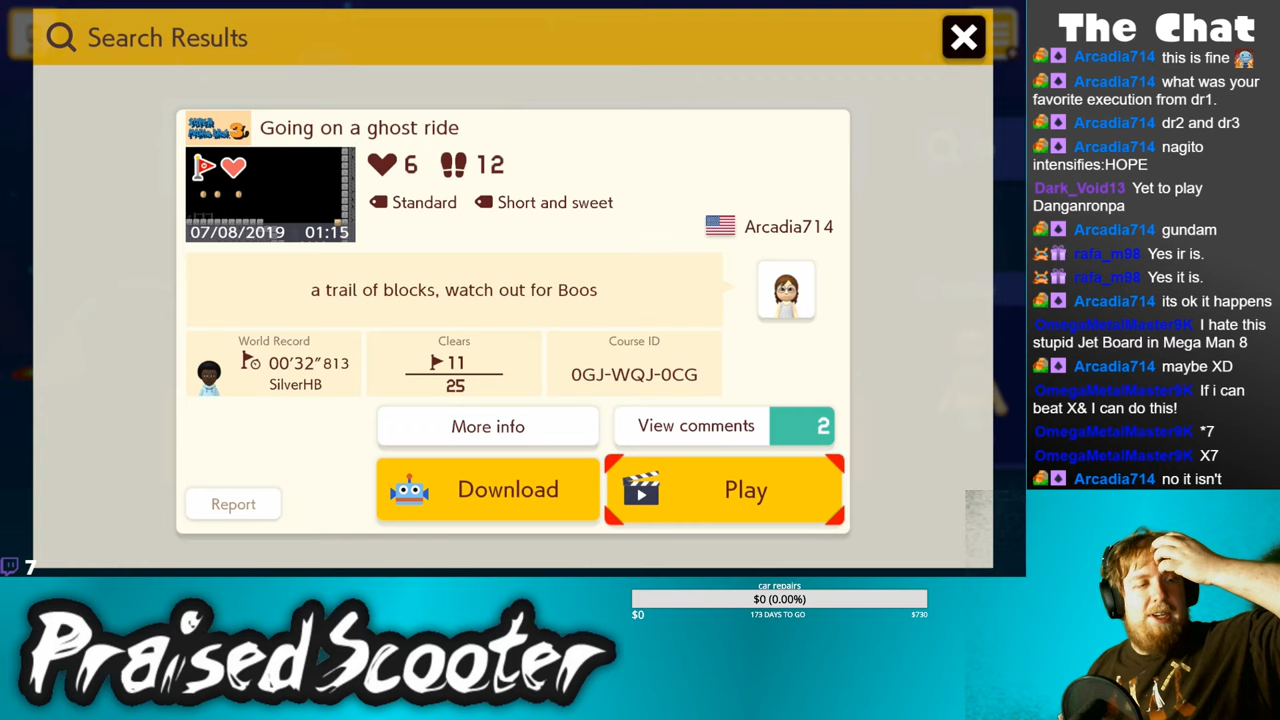 Search Results
Super Mario Bros. 3
Going on a ghost ride
6 12
Standard Short and sweet
07/08/2019 01:15
Arcadia714
a trail of blocks, watch out for Boos
World Record
00'32"813
SilverHB
Clears
11
25
Course ID
0GJ-WQJ-0CG
More info
View comments 2
Download
Play
Report
7
PraisedScooter
car repairs
$0 (0.00%)
$0 173 DAYS TO GO $730
The Chat
Arcadia714 this is fine
Arcadia714 what was your
favorite execution from dr1.
Arcadia714 dr2 and dr3
Arcadia714 nagito
intensifies:HOPE
Dark_Void13 Yet to play
Danganronpa
Arcadia714 gundam
rafa_m98 Yes ir is.
rafa_m98 Yes it is.
Arcadia714 its ok it happens
OmegaMetalMaster9K I hate this
stupid Jet Board in Mega Man 8
Arcadia714 maybe XD
OmegaMetalMaster9K If i can
beat X& I can do this!
OmegaMetalMaster9K *7
OmegaMetalMaster9K X7
Arcadia714 no it isn't